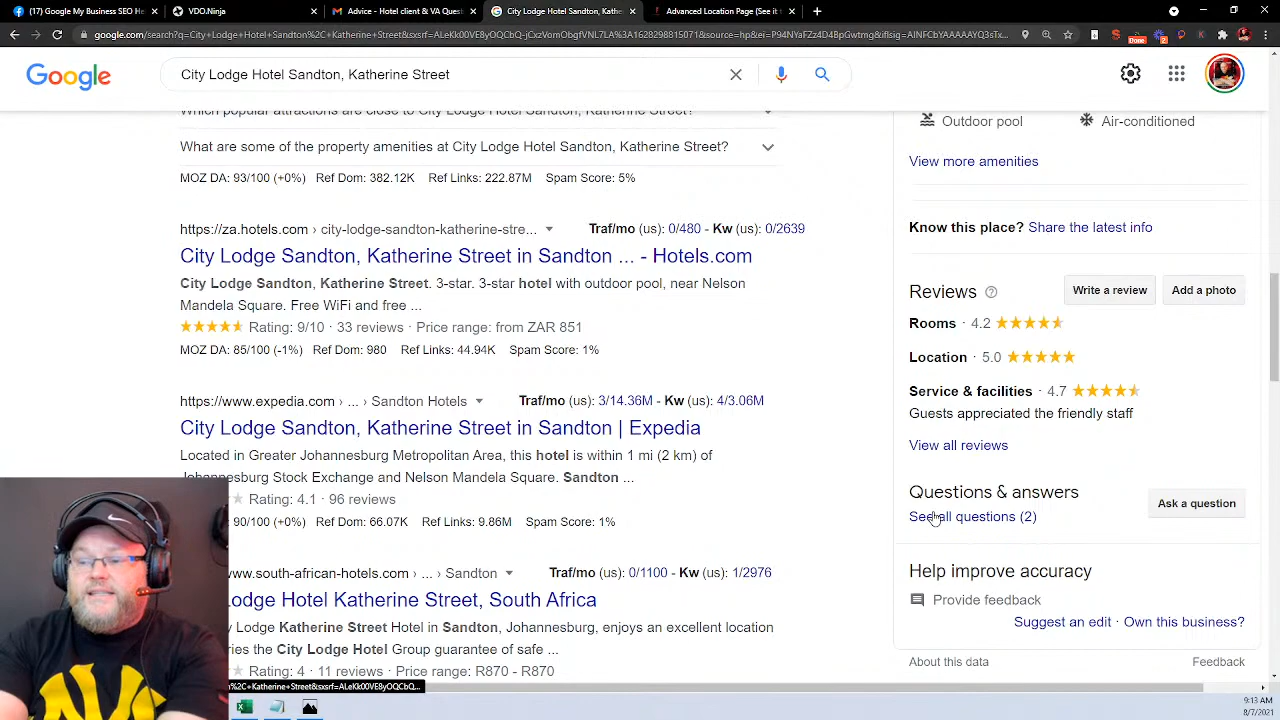 (17) Google My Business SEO He
VDO.Ninja
Advice - Hotel client & VA Quest
City Lodge Hotel Sandton, Kathe
Advanced Location Page (See it
Google
City Lodge Hotel Sandton, Katherine Street
Which popular attractions are close to City Lodge Hotel Sandton, Katherine Street?
What are some of the property amenities at City Lodge Hotel Sandton, Katherine Street?
MOZ DA: 93/100 (+0%) Ref Dom: 382.12K Ref Links: 222.87M Spam Score: 5%
https://za.hotels.com › city-lodge-sandton-katherine-stre... Traf/mo (us): 0/480 - Kw (us): 0/2639
City Lodge Sandton, Katherine Street in Sandton ... - Hotels.com
City Lodge Sandton, Katherine Street. 3-star. 3-star hotel with outdoor pool, near Nelson
Mandela Square. Free WiFi and free ...
Rating: 9/10 · 33 reviews · Price range: from ZAR 851
MOZ DA: 85/100 (-1%) Ref Dom: 980 Ref Links: 44.94K Spam Score: 1%
https://www.expedia.com › ... › Sandton Hotels Traf/mo (us): 3/14.36M - Kw (us): 4/3.06M
City Lodge Sandton, Katherine Street in Sandton | Expedia
Located in Greater Johannesburg Metropolitan Area, this hotel is within 1 mi (2 km) of
Johannesburg Stock Exchange and Nelson Mandela Square. Sandton ...
Rating: 4.1 · 96 reviews
90/100 (+0%) Ref Dom: 66.07K Ref Links: 9.86M Spam Score: 1%
www.south-african-hotels.com › ... › Sandton Traf/mo (us): 0/1100 - Kw (us): 1/2976
Lodge Hotel Katherine Street, South Africa
Lodge Katherine Street Hotel in Sandton, Johannesburg, enjoys an excellent location
ries the City Lodge Hotel Group guarantee of safe ...
Rating: 4 · 11 reviews · Price range: R870 - R870
Outdoor pool
Air-conditioned
View more amenities
Know this place? Share the latest info
Reviews
Write a review
Add a photo
Rooms · 4.2
Location · 5.0
Service & facilities · 4.7
Guests appreciated the friendly staff
View all reviews
Questions & answers
See all questions (2)
Ask a question
Help improve accuracy
Provide feedback
Suggest an edit · Own this business?
About this data
Feedback
9:13 AM
8/7/2021